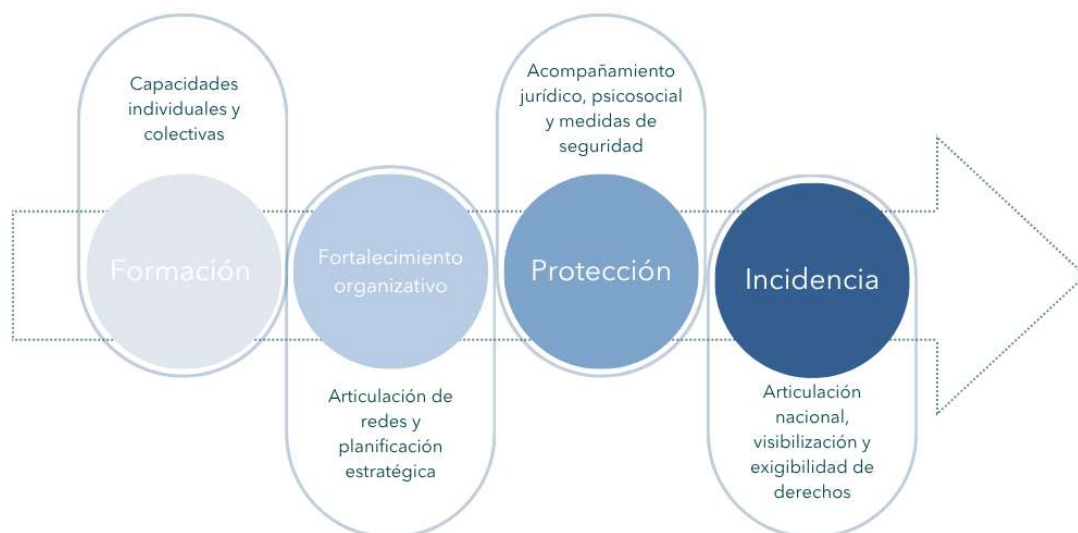 Capacidades
individuales y
colectivas
Formación
Fortalecimiento
organizativo
Articulación de
redes y
planificación
estratégica
Acompañamiento
jurídico, psicosocial
y medidas de
seguridad
Protección
Incidencia
Articulación
nacional,
visibilización y
exigibilidad de
derechos